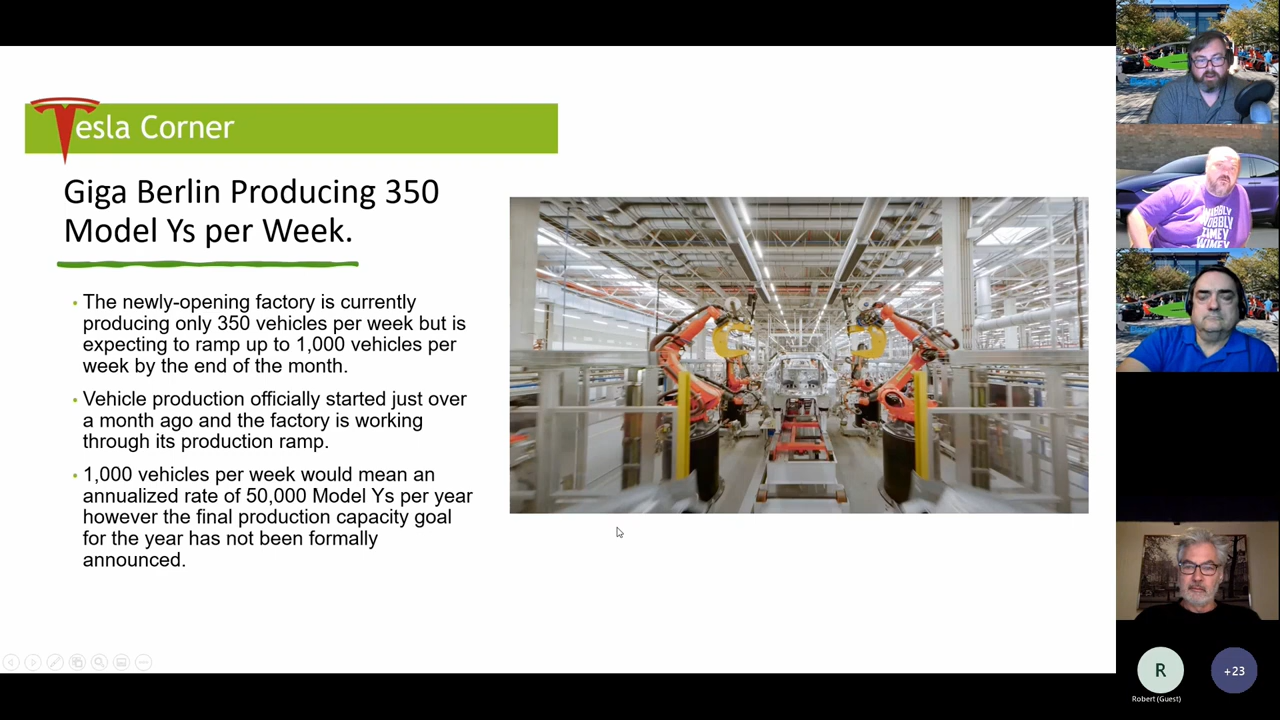 Tesla Corner
Giga Berlin Producing 350
Model Ys per Week.
• The newly-opening factory is currently
producing only 350 vehicles per week but is
expecting to ramp up to 1,000 vehicles per
week by the end of the month.
• Vehicle production officially started just over
a month ago and the factory is working
through its production ramp.
• 1,000 vehicles per week would mean an
annualized rate of 50,000 Model Ys per year
however the final production capacity goal
for the year has not been formally
announced.
WIBBLY
WOBBLY
TIMEY
WIMEY
R
+23
Robert (Guest)